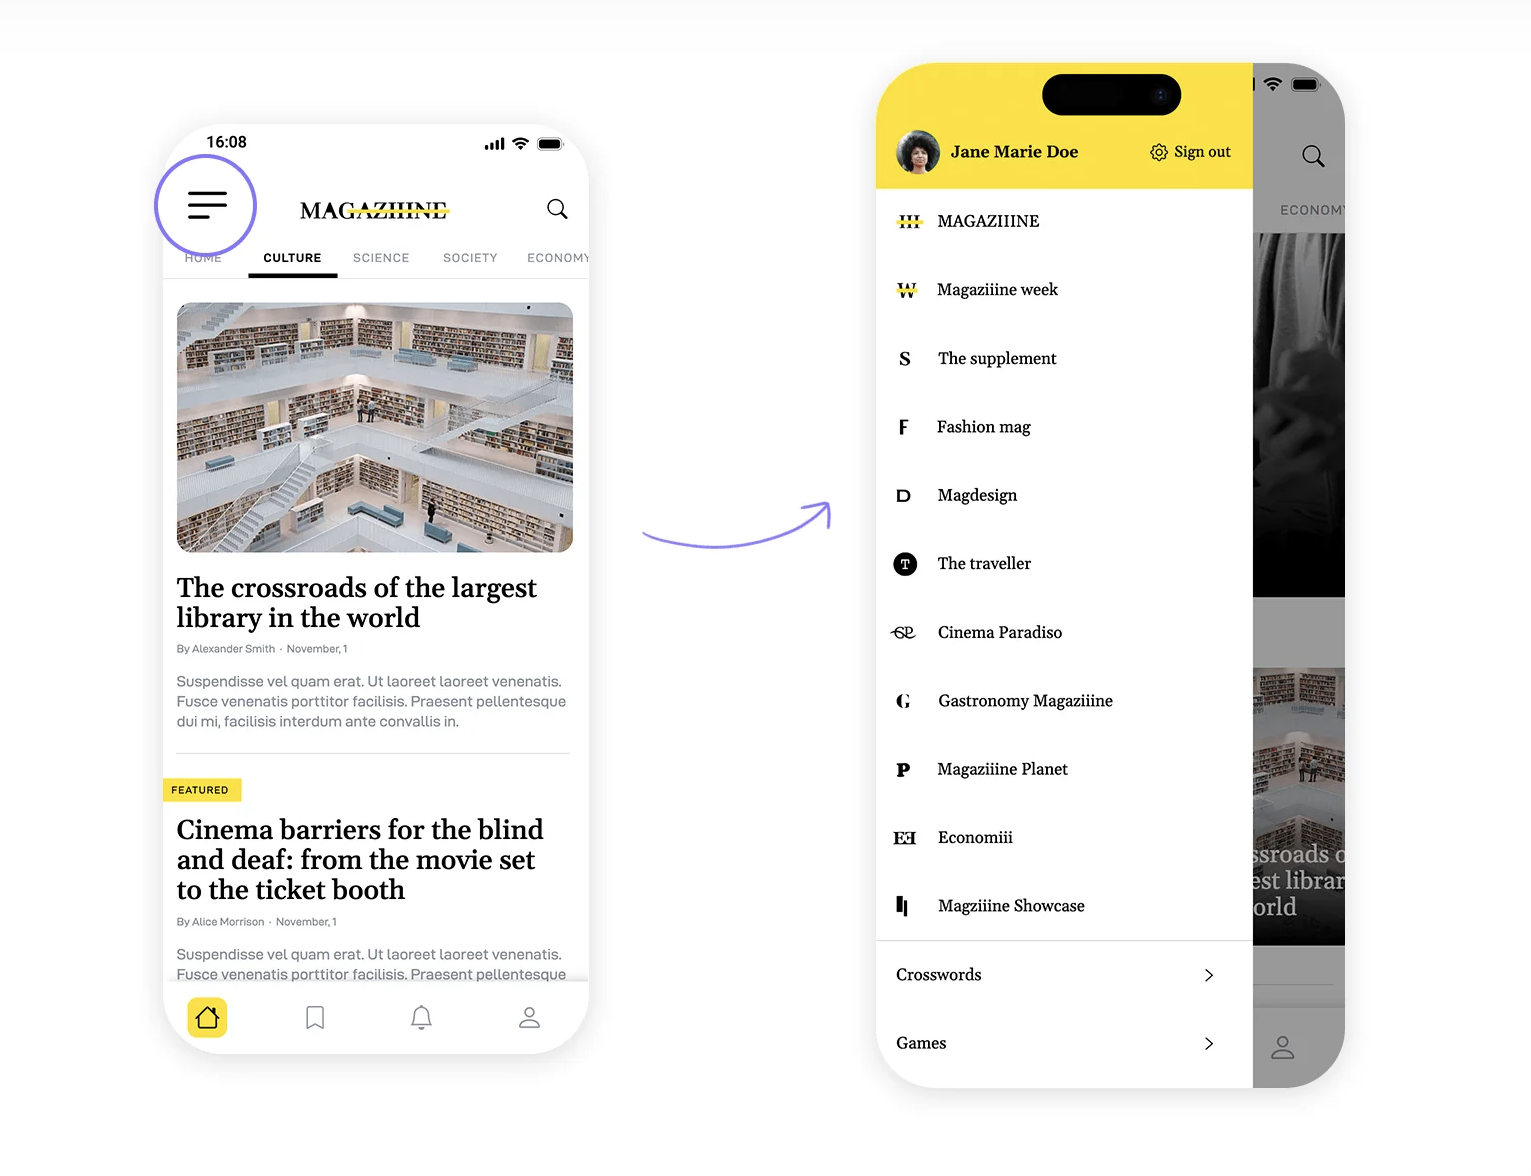 16:08
MAGAZIIINE
HOME CULTURE SCIENCE SOCIETY ECONOMY
The crossroads of the largest
library in the world
By Alexander Smith · November, 1
Suspendisse vel quam erat. Ut laoreet laoreet venenatis.
Fusce venenatis porttitor facilisis. Praesent pellentesque
dui mi, facilisis interdum ante convallis in.
FEATURED
Cinema barriers for the blind
and deaf: from the movie set
to the ticket booth
By Alice Morrison · November, 1
Suspendisse vel quam erat. Ut laoreet laoreet venenatis.
Fusce venenatis porttitor facilisis. Praesent pellentesque
Jane Marie Doe
Sign out
III MAGAZIIINE
W Magaziiine week
S The supplement
F Fashion mag
D Magdesign
T The traveller
CP Cinema Paradiso
G Gastronomy Magaziiine
P Magaziiine Planet
EE Economiii
Magziiine Showcase
Crosswords
Games
ECONOMY
ssroads o
est librar
orld